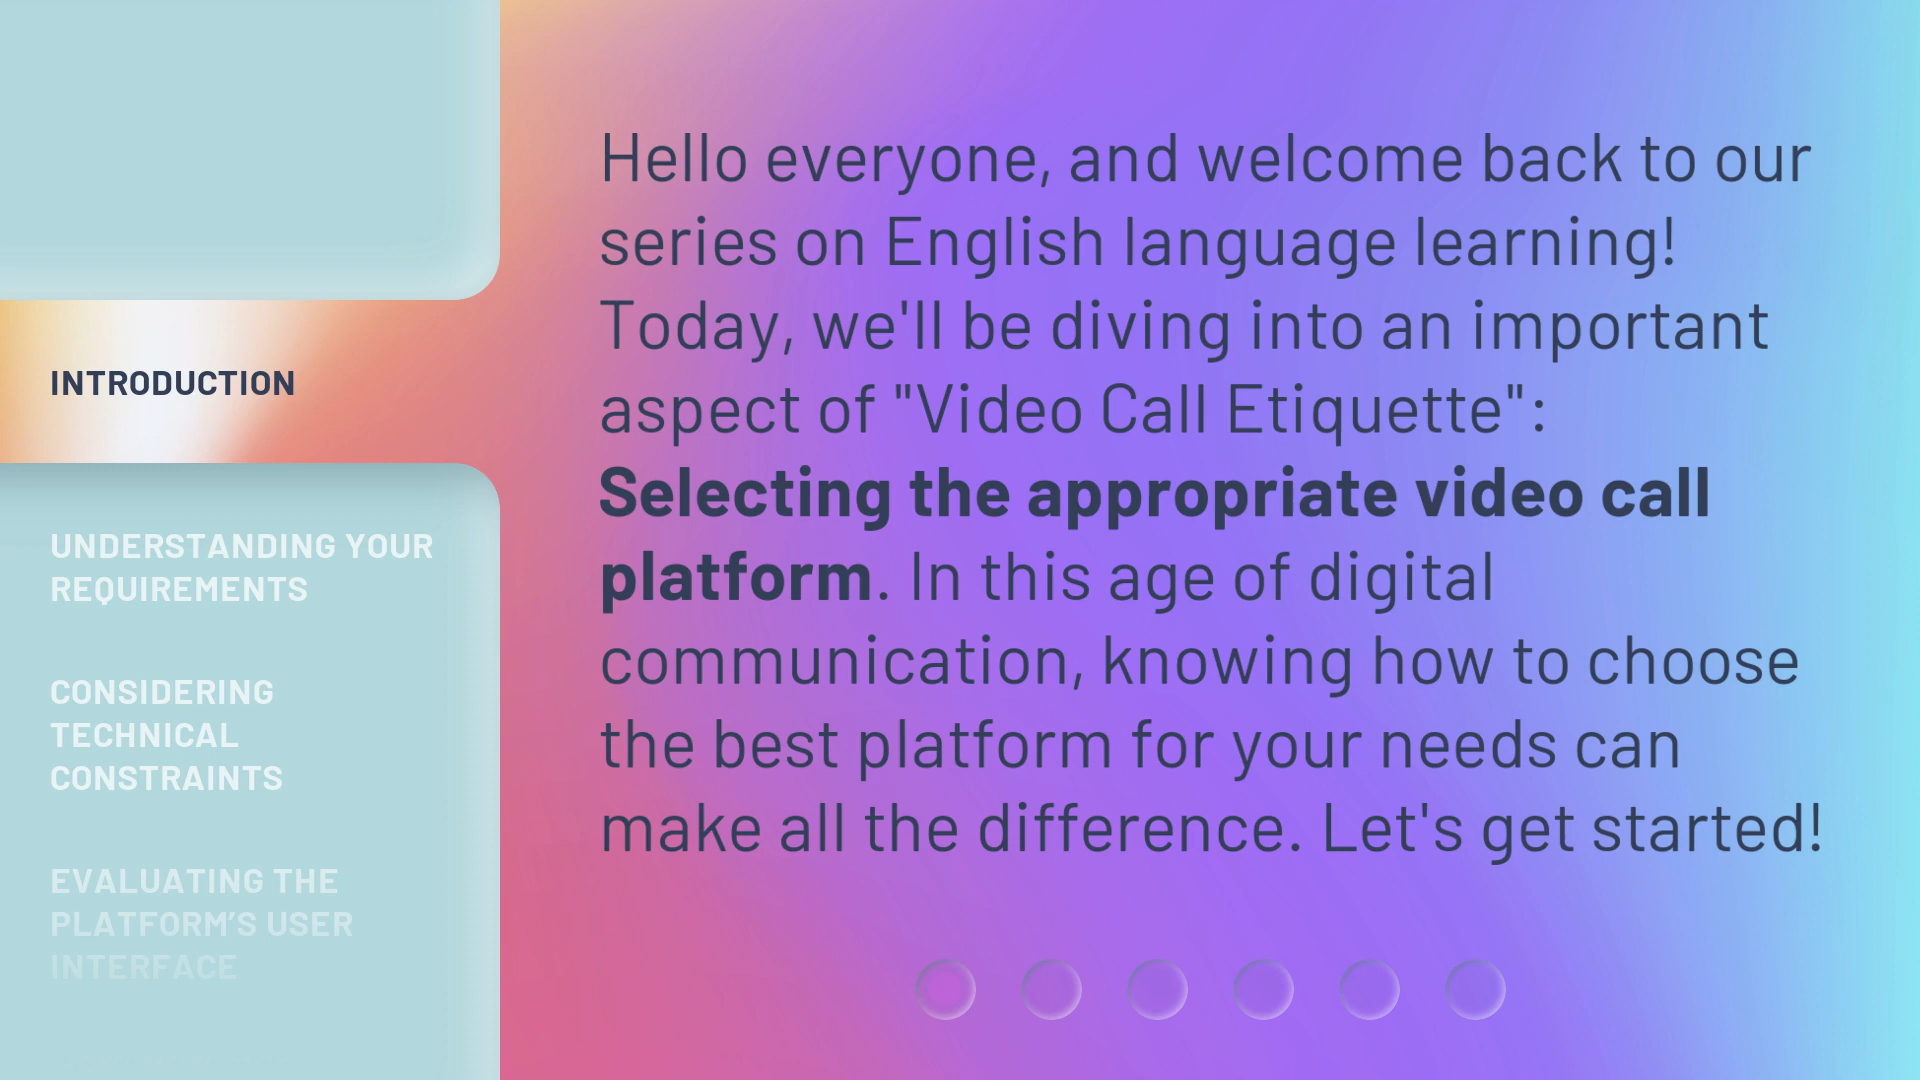 INTRODUCTION
UNDERSTANDING YOUR
REQUIREMENTS
CONSIDERING
TECHNICAL
CONSTRAINTS
EVALUATING THE
PLATFORM’S USER
INTERFACE
Hello everyone, and welcome back to our
series on English language learning!
Today, we'll be diving into an important
aspect of "Video Call Etiquette":
Selecting the appropriate video call
platform. In this age of digital
communication, knowing how to choose
the best platform for your needs can
make all the difference. Let's get started!